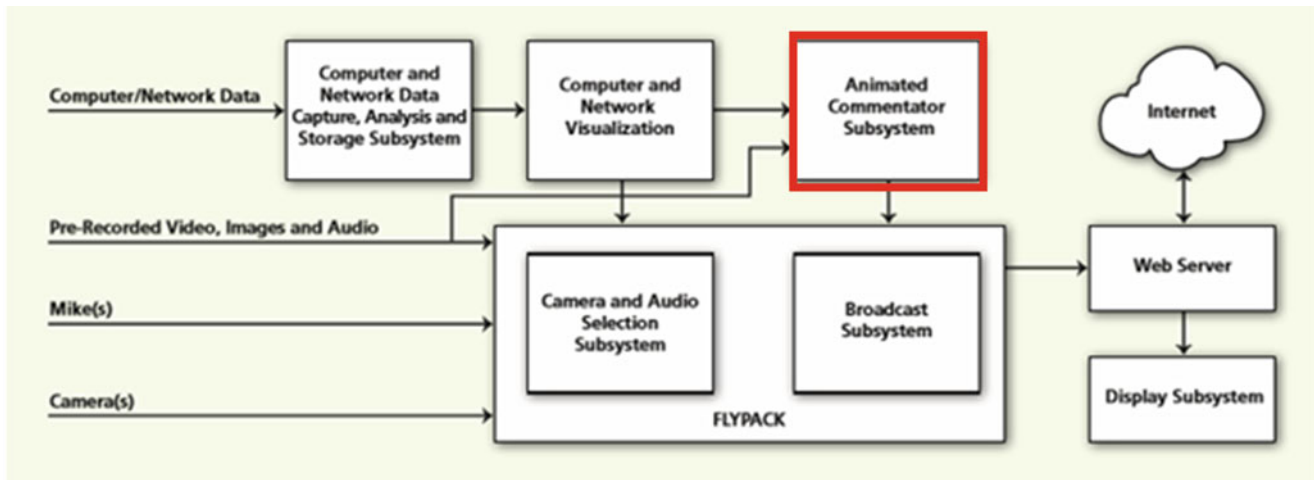 Computer/Network Data
Computer and
Network Data
Capture, Analysis and
Storage Subsystem
Computer and
Network
Visualization
Animated
Commentator
Subsystem
Internet
Pre-Recorded Video, Images and Audio
Mike(s)
Camera(s)
Camera and Audio
Selection
Subsystem
Broadcast
Subsystem
FLYPACK
Web Server
Display Subsystem